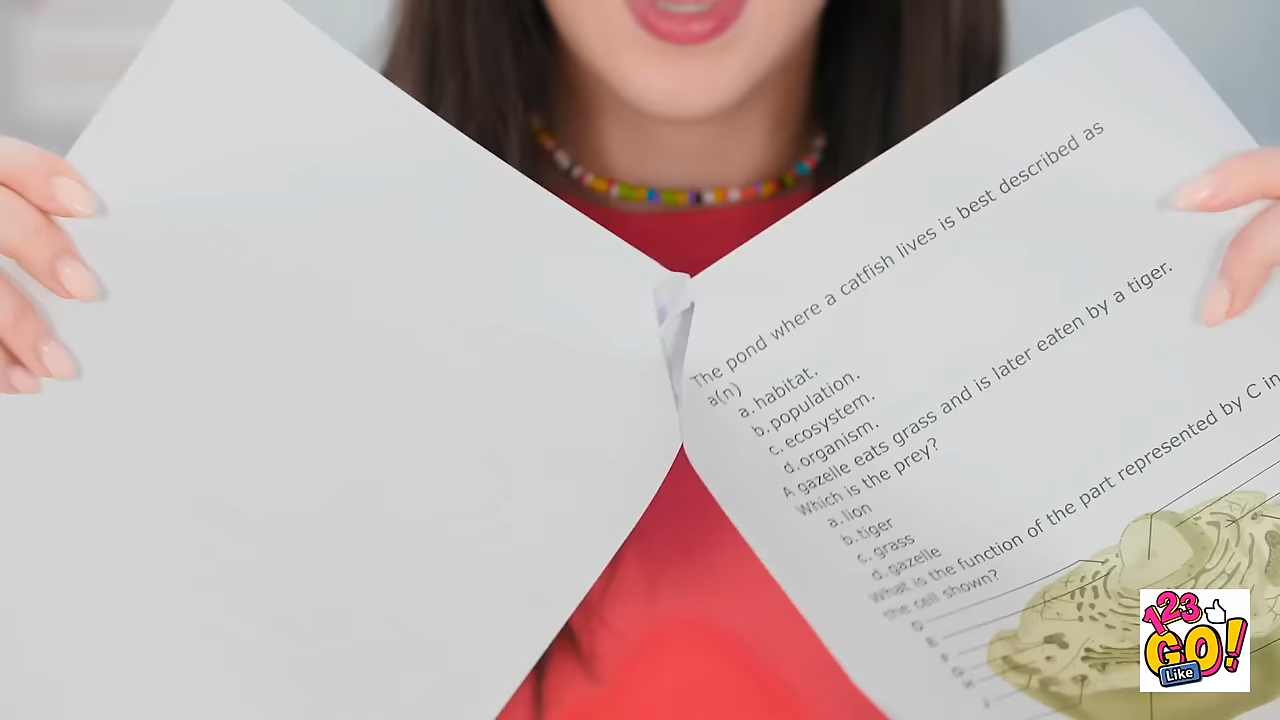 The pond where a catfish lives is best described as
a(n)
a. habitat.
b. population.
c. ecosystem.
d. organism.
A gazelle eats grass and is later eaten by a tiger.
Which is the prey?
a. lion
b. tiger
c. grass
d. gazelle
What is the function of the part represented by C in
the cell shown?
D
E
F
G
H
123
GO!
Like